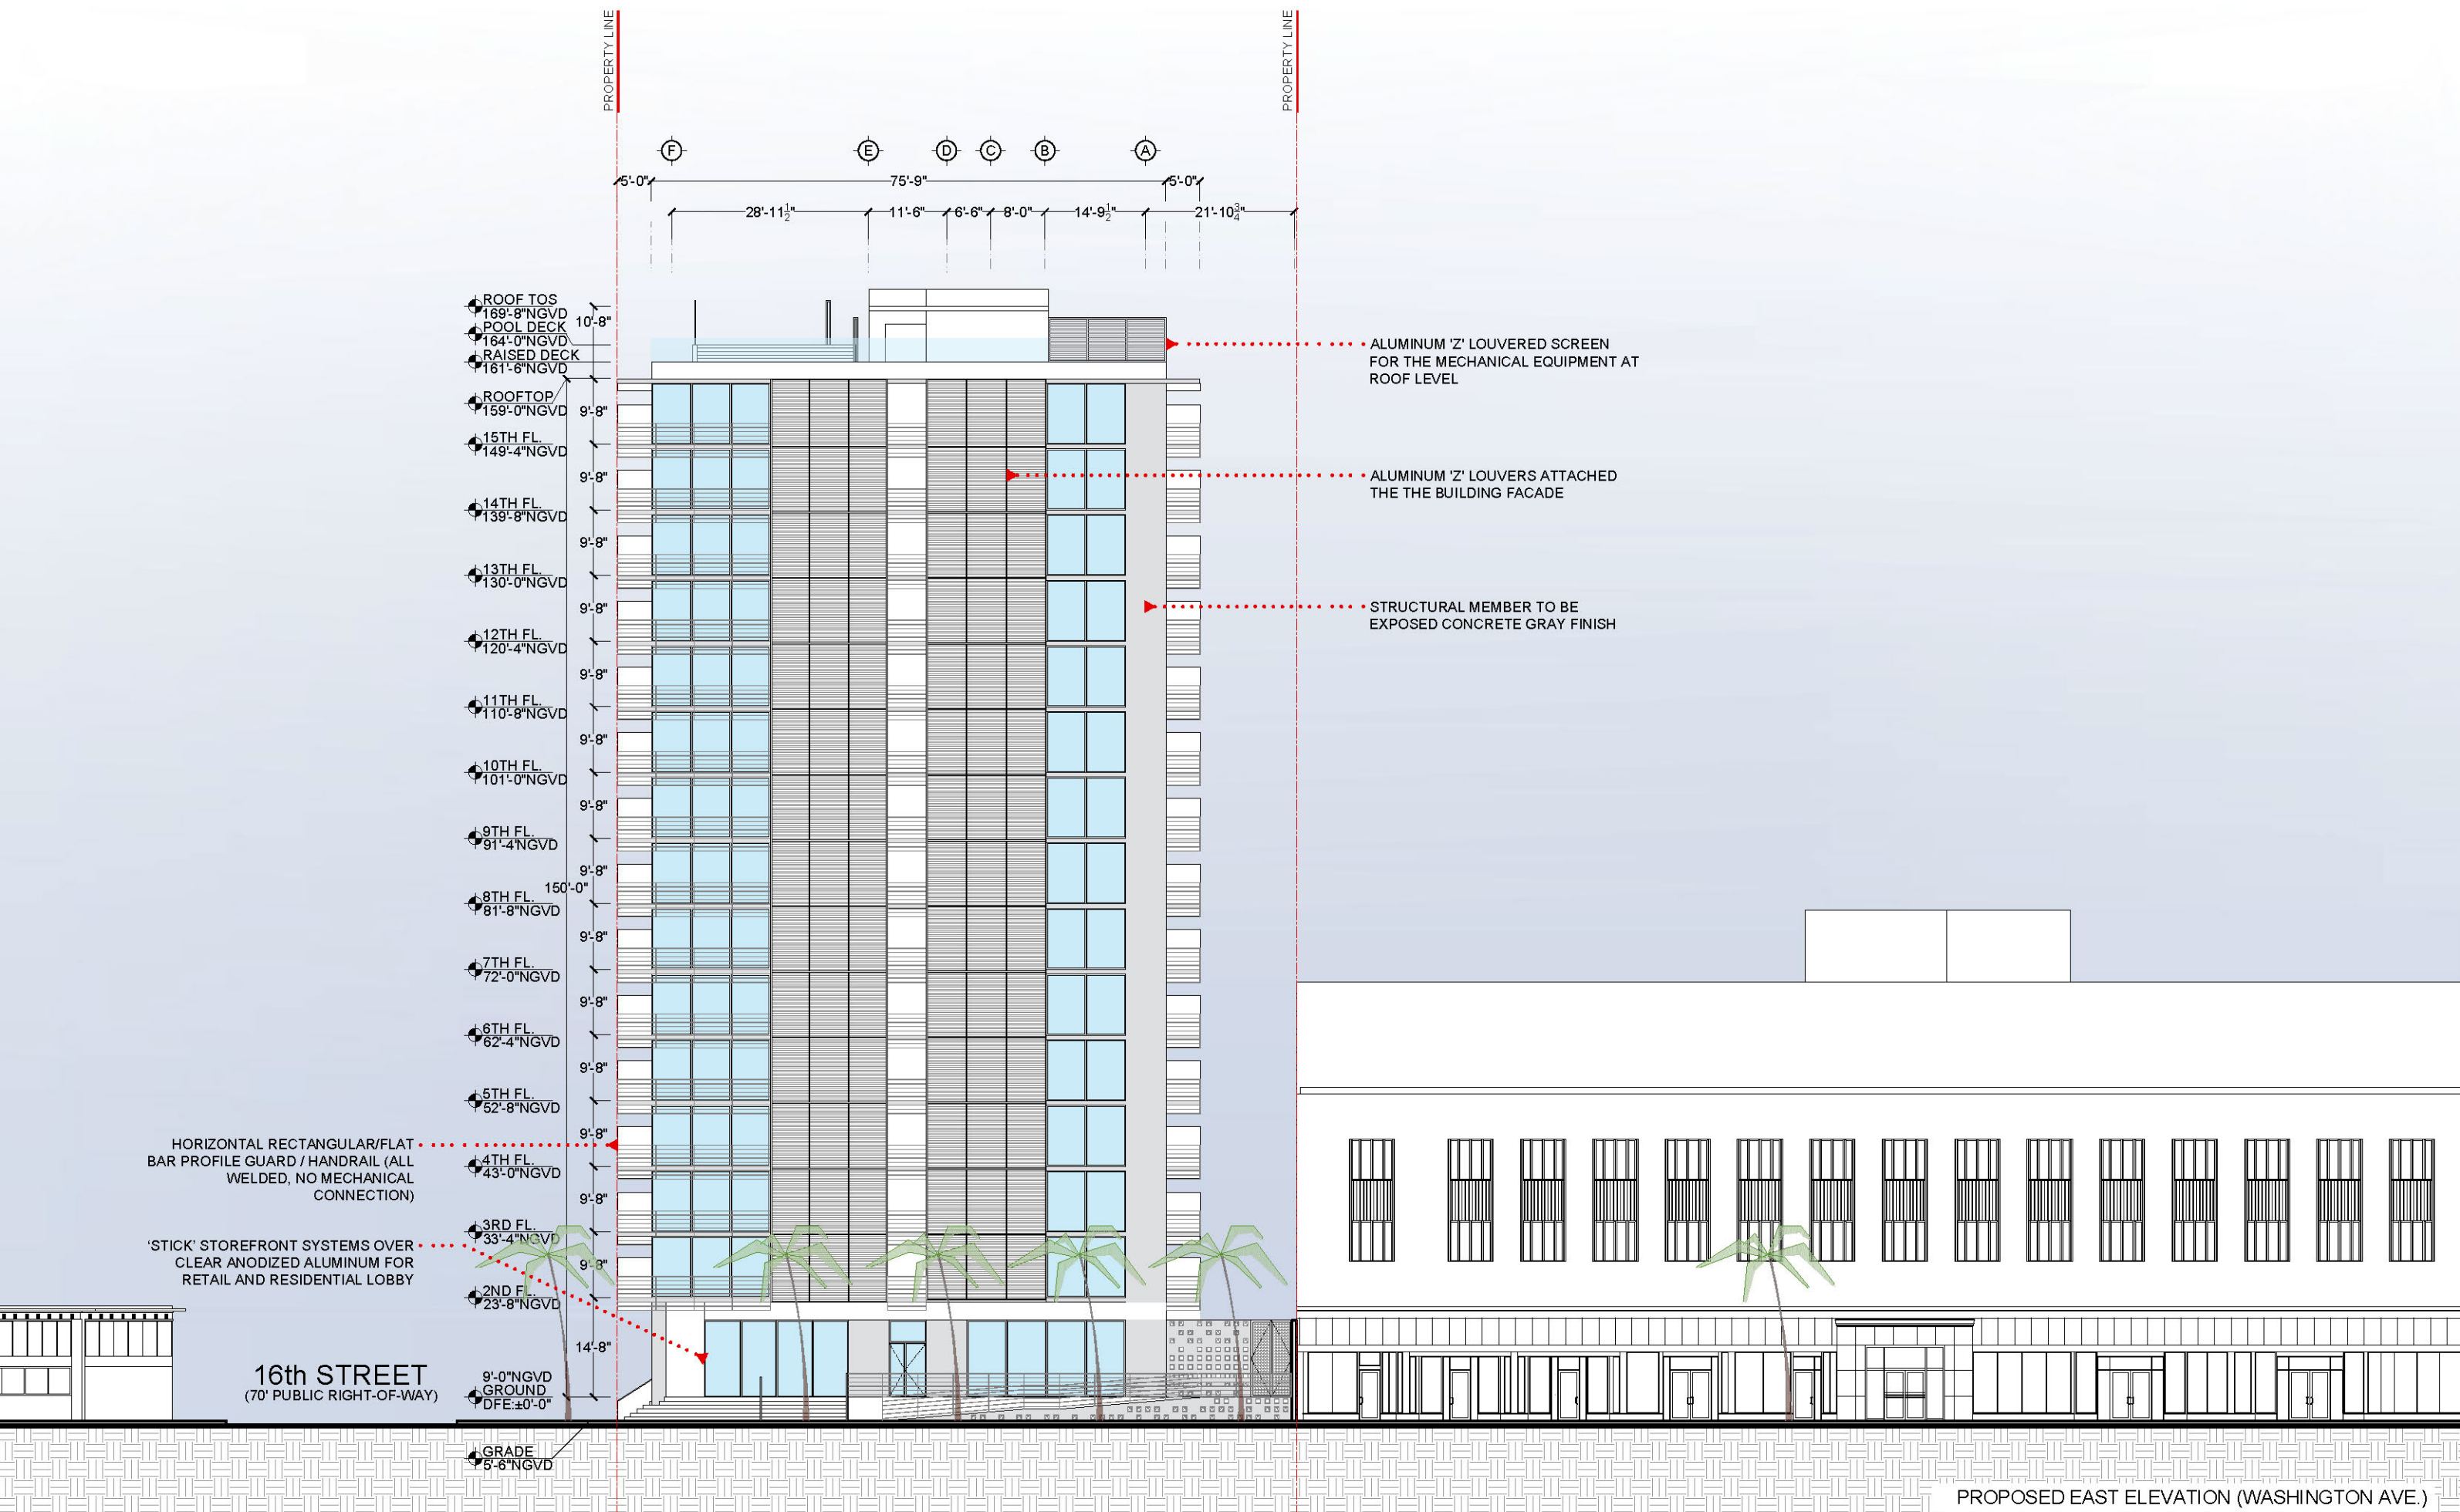 PROPERTY LINE
PROPERTY LINE
F
E
D
C
B
A
5'-0"
75'-9"
5'-0"
28'-11 1/2"
11'-6"
6'-6"
8'-0"
14'-9 1/2"
21'-10 3/4"
ROOF TOS
169'-8"NGVD
10'-8"
POOL DECK
164'-0"NGVD
RAISED DECK
161'-6"NGVD
ROOFTOP
159'-0"NGVD
9'-8"
15TH FL.
149'-4"NGVD
9'-8"
14TH FL.
139'-8"NGVD
9'-8"
13TH FL.
130'-0"NGVD
9'-8"
12TH FL.
120'-4"NGVD
9'-8"
11TH FL.
110'-8"NGVD
9'-8"
10TH FL.
101'-0"NGVD
9'-8"
9TH FL.
91'-4"NGVD
9'-8"
150'-0"
8TH FL.
81'-8"NGVD
9'-8"
7TH FL.
72'-0"NGVD
9'-8"
6TH FL.
62'-4"NGVD
9'-8"
5TH FL.
52'-8"NGVD
9'-8"
4TH FL.
43'-0"NGVD
9'-8"
3RD FL.
33'-4"NGVD
9'-8"
2ND FL.
23'-8"NGVD
14'-8"
9'-0"NGVD
GROUND
DFE:±0'-0"
GRADE
5'-6"NGVD
ALUMINUM 'Z' LOUVERED SCREEN
FOR THE MECHANICAL EQUIPMENT AT
ROOF LEVEL
ALUMINUM 'Z' LOUVERS ATTACHED
THE THE BUILDING FACADE
STRUCTURAL MEMBER TO BE
EXPOSED CONCRETE GRAY FINISH
HORIZONTAL RECTANGULAR/FLAT
BAR PROFILE GUARD / HANDRAIL (ALL
WELDED, NO MECHANICAL
CONNECTION)
'STICK' STOREFRONT SYSTEMS OVER
CLEAR ANODIZED ALUMINUM FOR
RETAIL AND RESIDENTIAL LOBBY
16th STREET
(70' PUBLIC RIGHT-OF-WAY)
PROPOSED EAST ELEVATION (WASHINGTON AVE.)